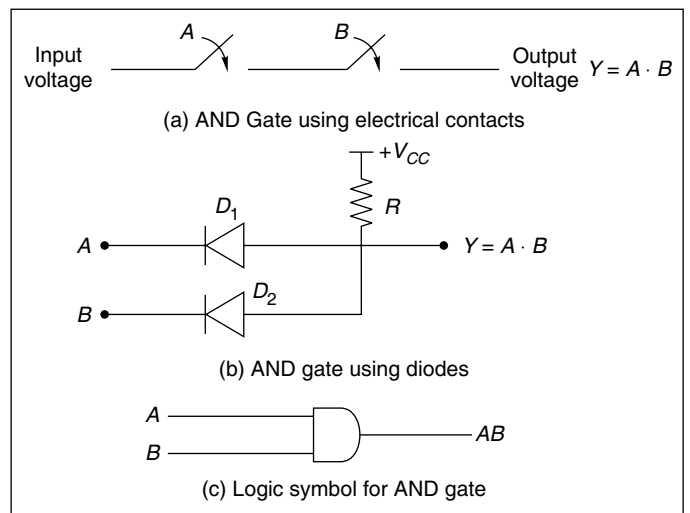 A B
Input voltage Output voltage Y = A · B
(a) AND Gate using electrical contacts
+V_CC
R
D₁
A Y = A · B
D₂
B
(b) AND gate using diodes
A
AB
B
(c) Logic symbol for AND gate